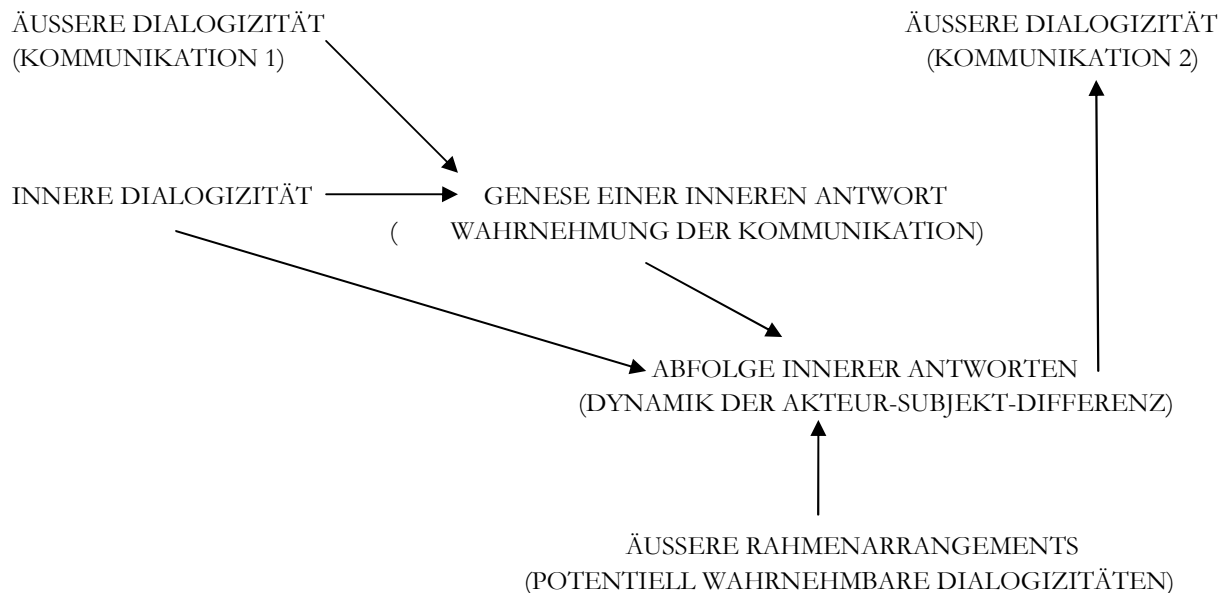 ÄUSSERE DIALOGIZITÄT
(KOMMUNIKATION 1)
ÄUSSERE DIALOGIZITÄT
(KOMMUNIKATION 2)
INNERE DIALOGIZITÄT
GENESE EINER INNEREN ANTWORT
( WAHRNEHMUNG DER KOMMUNIKATION)
ABFOLGE INNERER ANTWORTEN
(DYNAMIK DER AKTEUR-SUBJEKT-DIFFERENZ)
ÄUSSERE RAHMENARRANGEMENTS
(POTENTIELL WAHRNEHMBARE DIALOGIZITÄTEN)